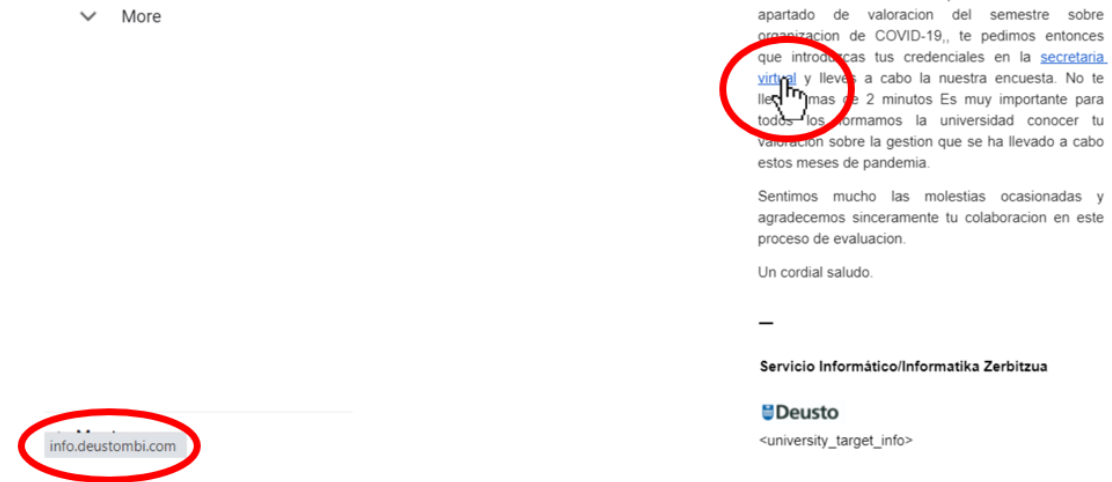 More
apartado de valoracion del semestre sobre
organizacion de COVID-19,, te pedimos entonces
que introduzcas tus credenciales en la secretaria
virtual y lleves a cabo la nuestra encuesta. No te
mas de 2 minutos Es muy importante para
todos los formamos la universidad conocer tu
valoracion sobre la gestion que se ha llevado a cabo
estos meses de pandemia.
Sentimos mucho las molestias ocasionadas y
agradecemos sinceramente tu colaboracion en este
proceso de evaluacion.
Un cordial saludo.
—
Servicio Informático/Informatika Zerbitzua
Deusto
<university_target_info>
info.deustombi.com